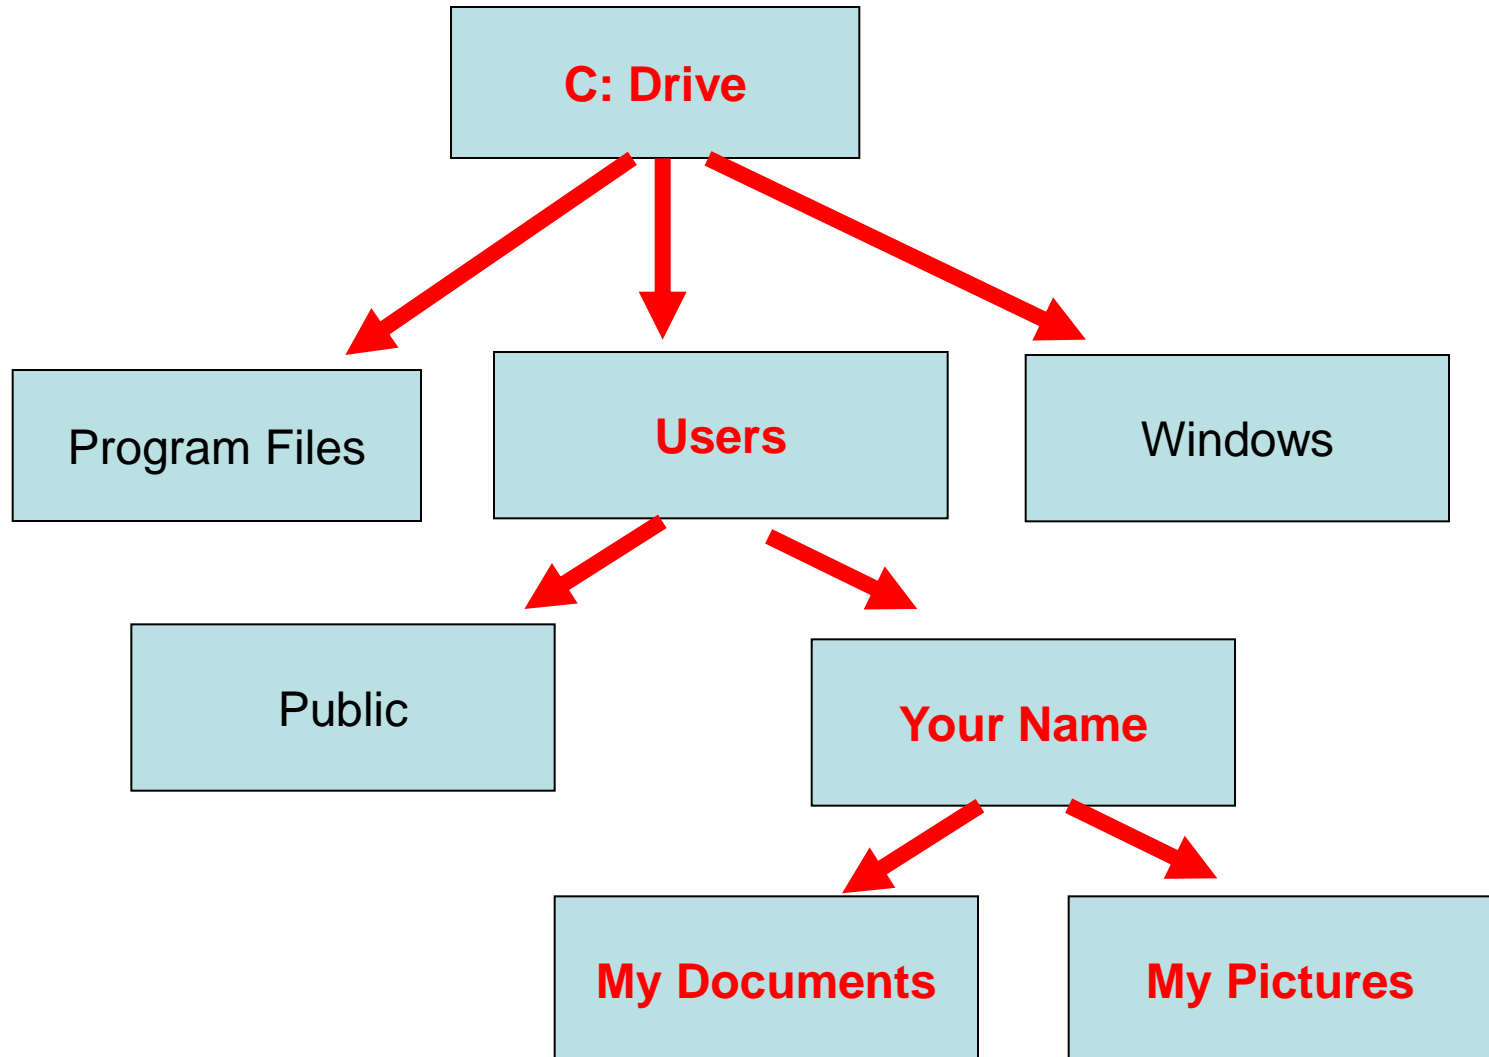 C: Drive
Program Files
Users
Windows
Public
Your Name
My Documents
My Pictures